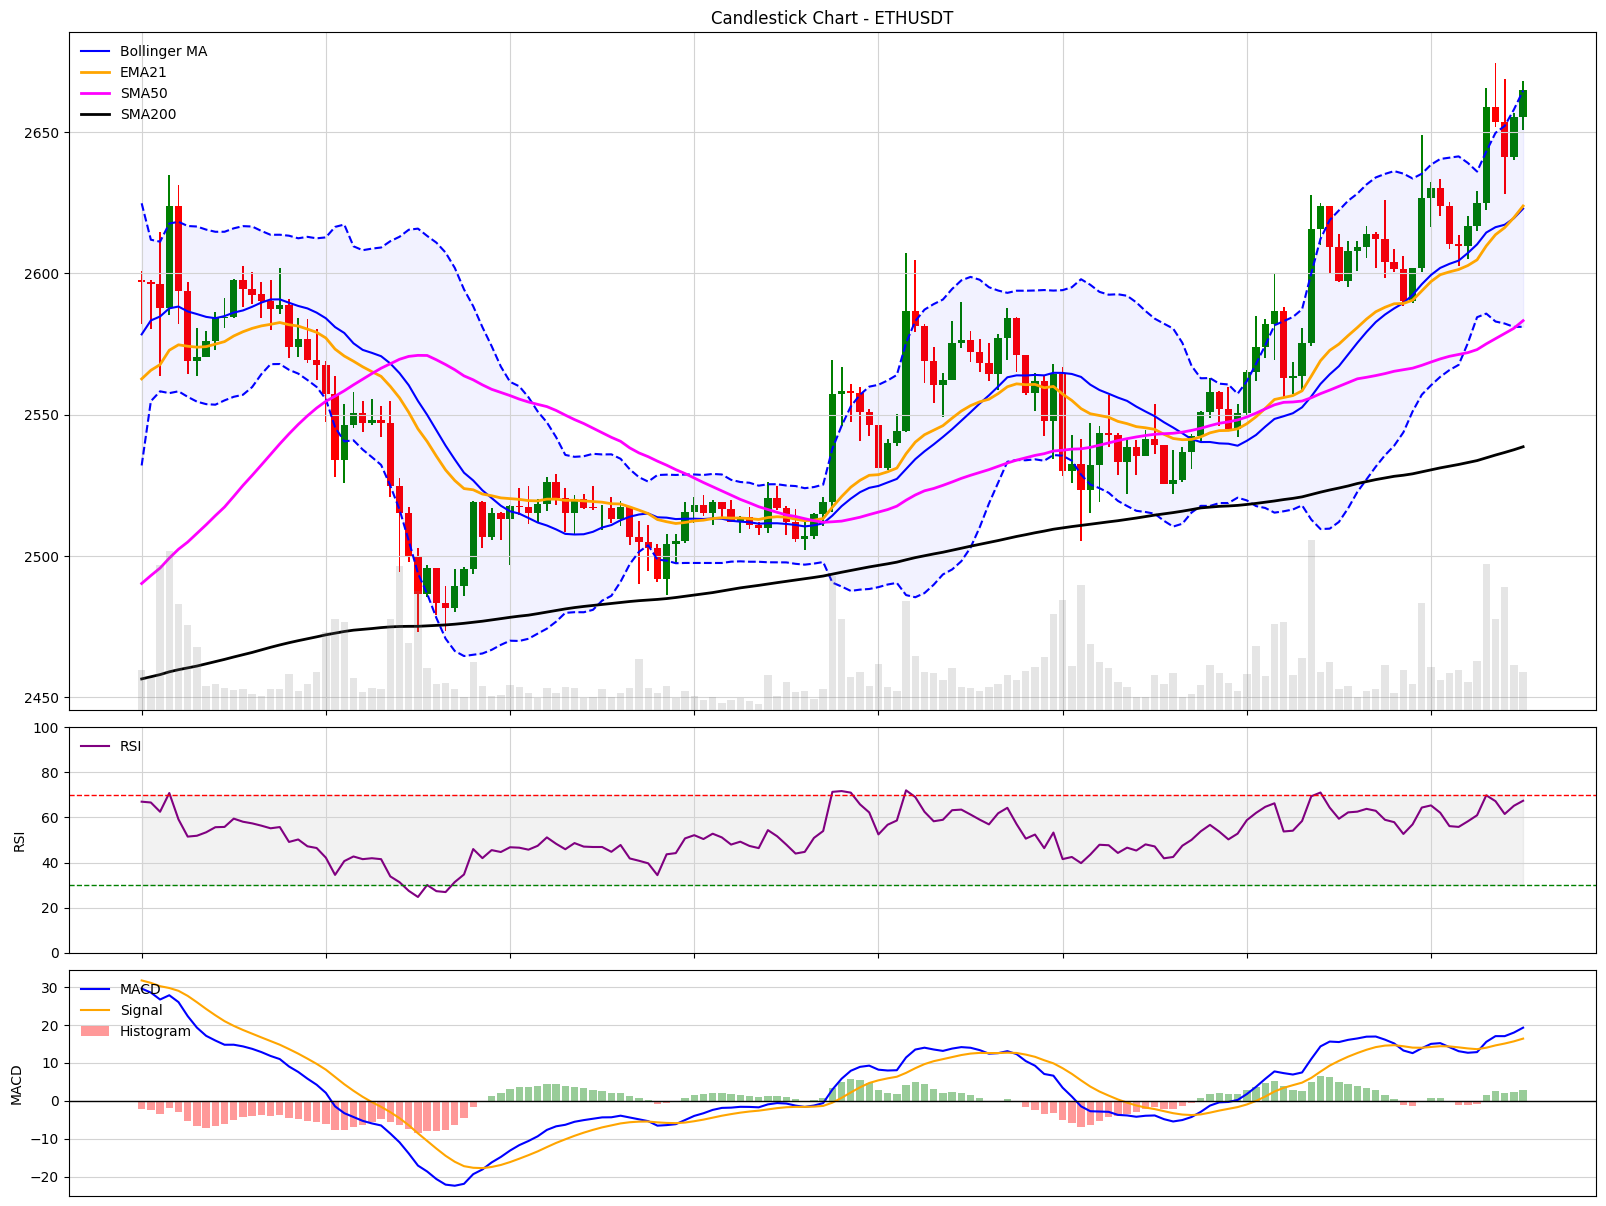 Candlestick Chart - ETHUSDT
Bollinger MA
EMA21
SMA50
SMA200
2650
2600
2550
2500
2450
RSI
100
80
60
40
20
0
RSI
MACD
Signal
Histogram
30
20
10
0
−10
−20
MACD